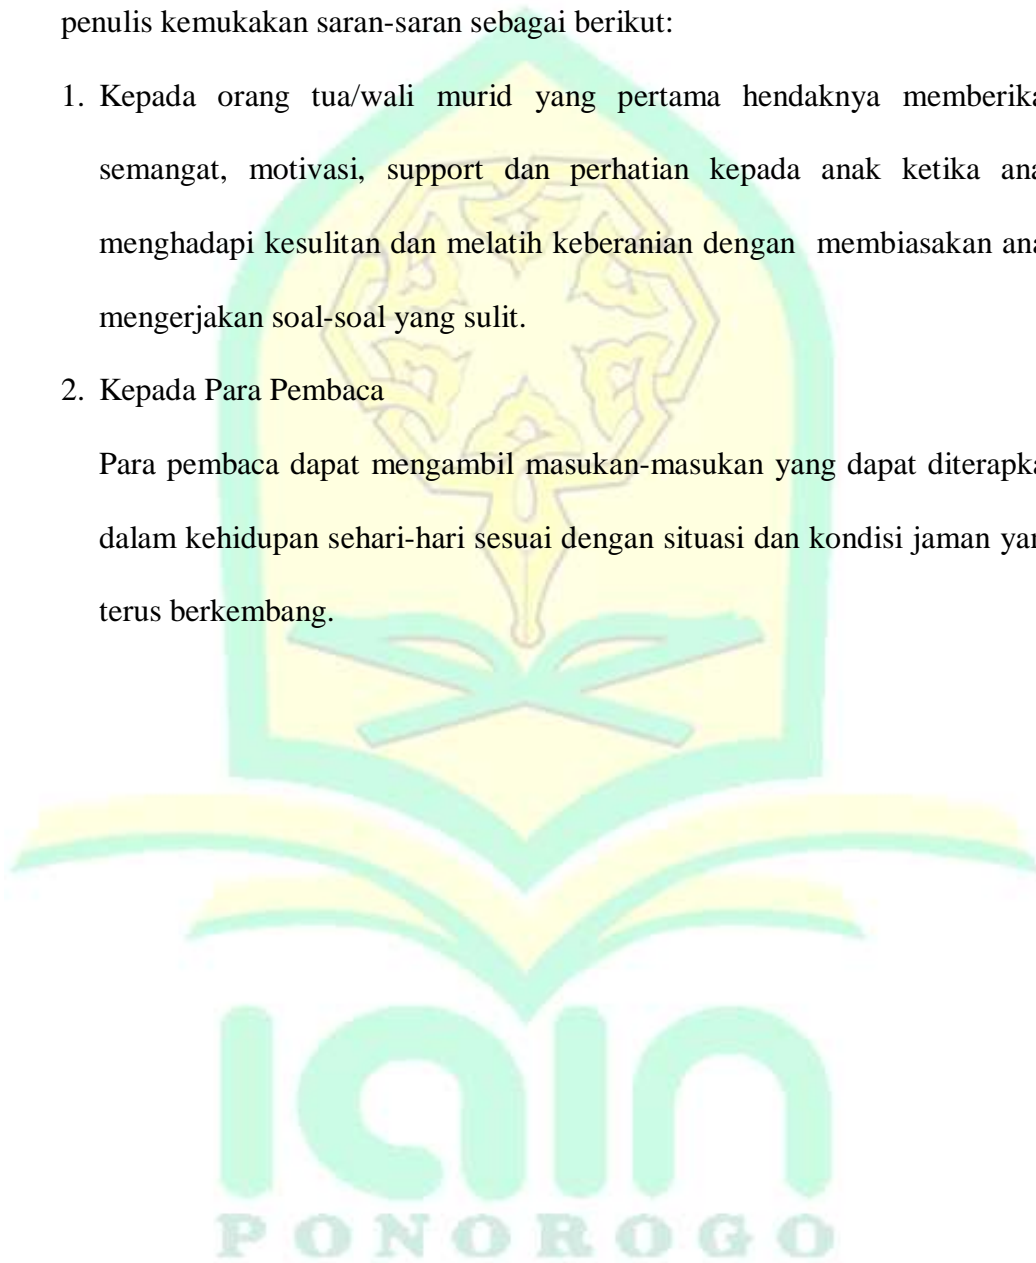 penulis kemukakan saran-saran sebagai berikut:
1. Kepada orang tua/wali murid yang pertama hendaknya memberika
semangat, motivasi, support dan perhatian kepada anak ketika ana
menghadapi kesulitan dan melatih keberanian dengan membiasakan ana
mengerjakan soal-soal yang sulit.
2. Kepada Para Pembaca
Para pembaca dapat mengambil masukan-masukan yang dapat diterapka
dalam kehidupan sehari-hari sesuai dengan situasi dan kondisi jaman yan
terus berkembang.
iain
PONOROGO